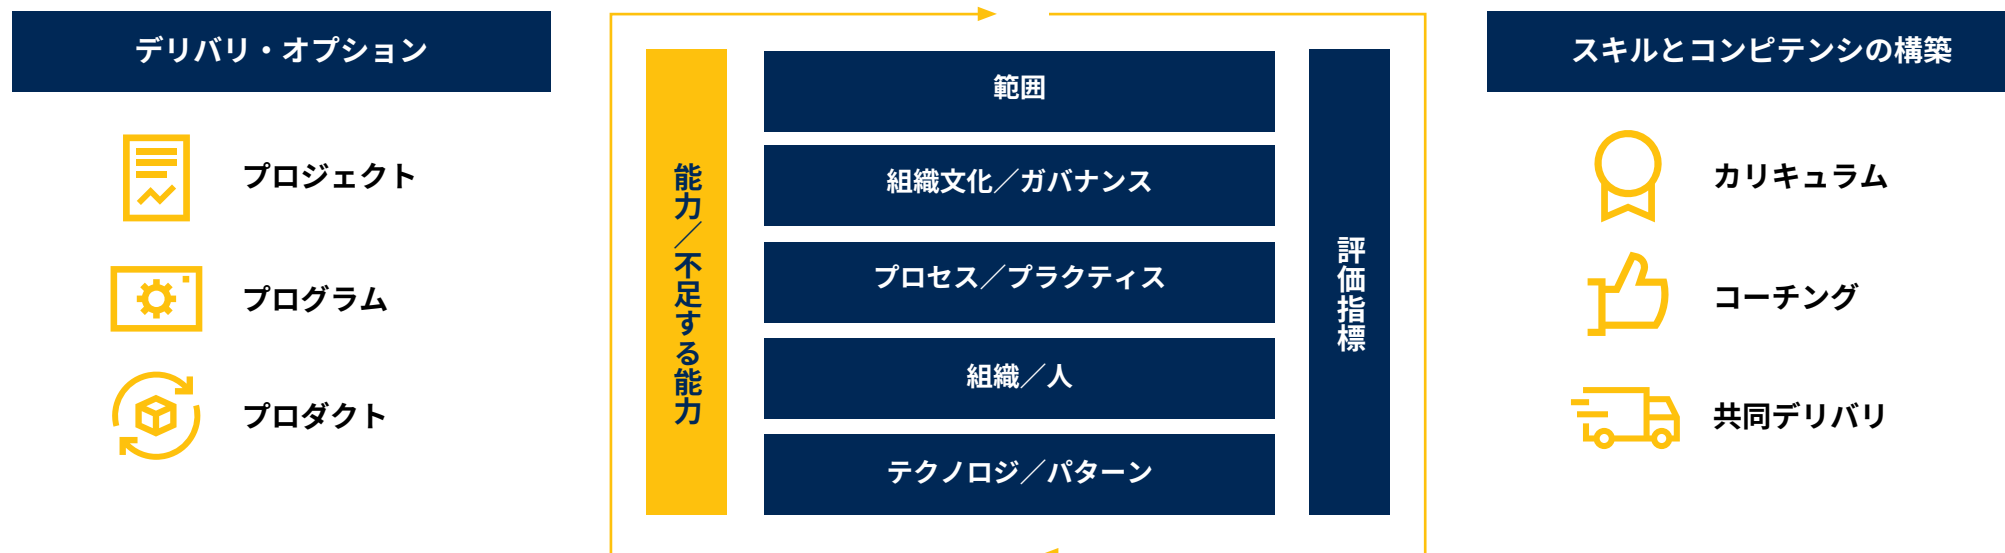 デリバリ・オプション
プロジェクト
プログラム
プロダクト
能力／不足する能力
範囲
組織文化／ガバナンス
プロセス／プラクティス
組織／人
テクノロジ／パターン
評価指標
スキルとコンピテンシの構築
カリキュラム
コーチング
共同デリバリ